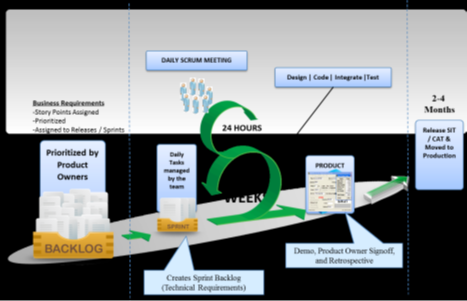 DAILY SCRUM MEETING
Design | Code | Integrate |Test
2-4
Months
Business Requirements
-Story Points Assigned
-Prioritized
-Assigned to Releases / Sprints
24 HOURS
Release SIT
/ CAT &
Moved to
Production
Prioritized by
Product
Owners
Daily
Tasks
managed
by the
team
PRODUCT
WEEK
SPRINT
BACKLOG
Demo, Product Owner Signoff,
and Retrospective
Creates Sprint Backlog
(Technical Requirements)